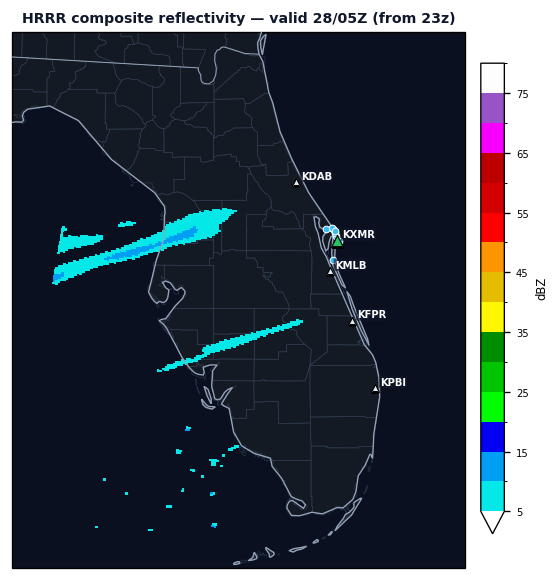 HRRR composite reflectivity — valid 28/05Z (from 23z)
KDAB
KXMR
KMLB
KFPR
KPBI
75
65
55
45
35
25
15
5
dBZ